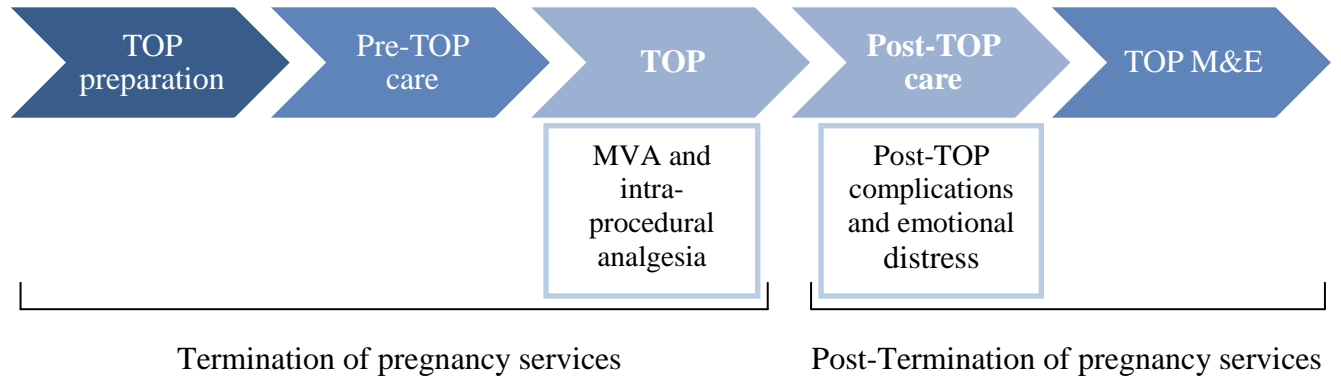 TOP
preparation
Pre-TOP
care
TOP
Post-TOP
care
TOP M&E
MVA and
intra-
procedural
analgesia
Post-TOP
complications
and emotional
distress
Termination of pregnancy services
Post-Termination of pregnancy services